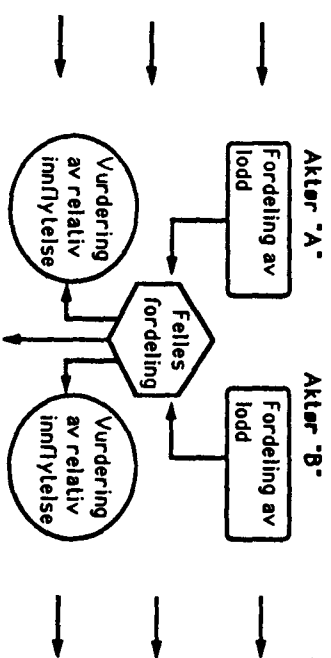 Aktør "A"
Fordeling av
lodd
Aktør "B"
Fordeling av
lodd
Felles
fordeling
Vurdering
av relativ
innflytelse
Vurdering
av relativ
innflytelse